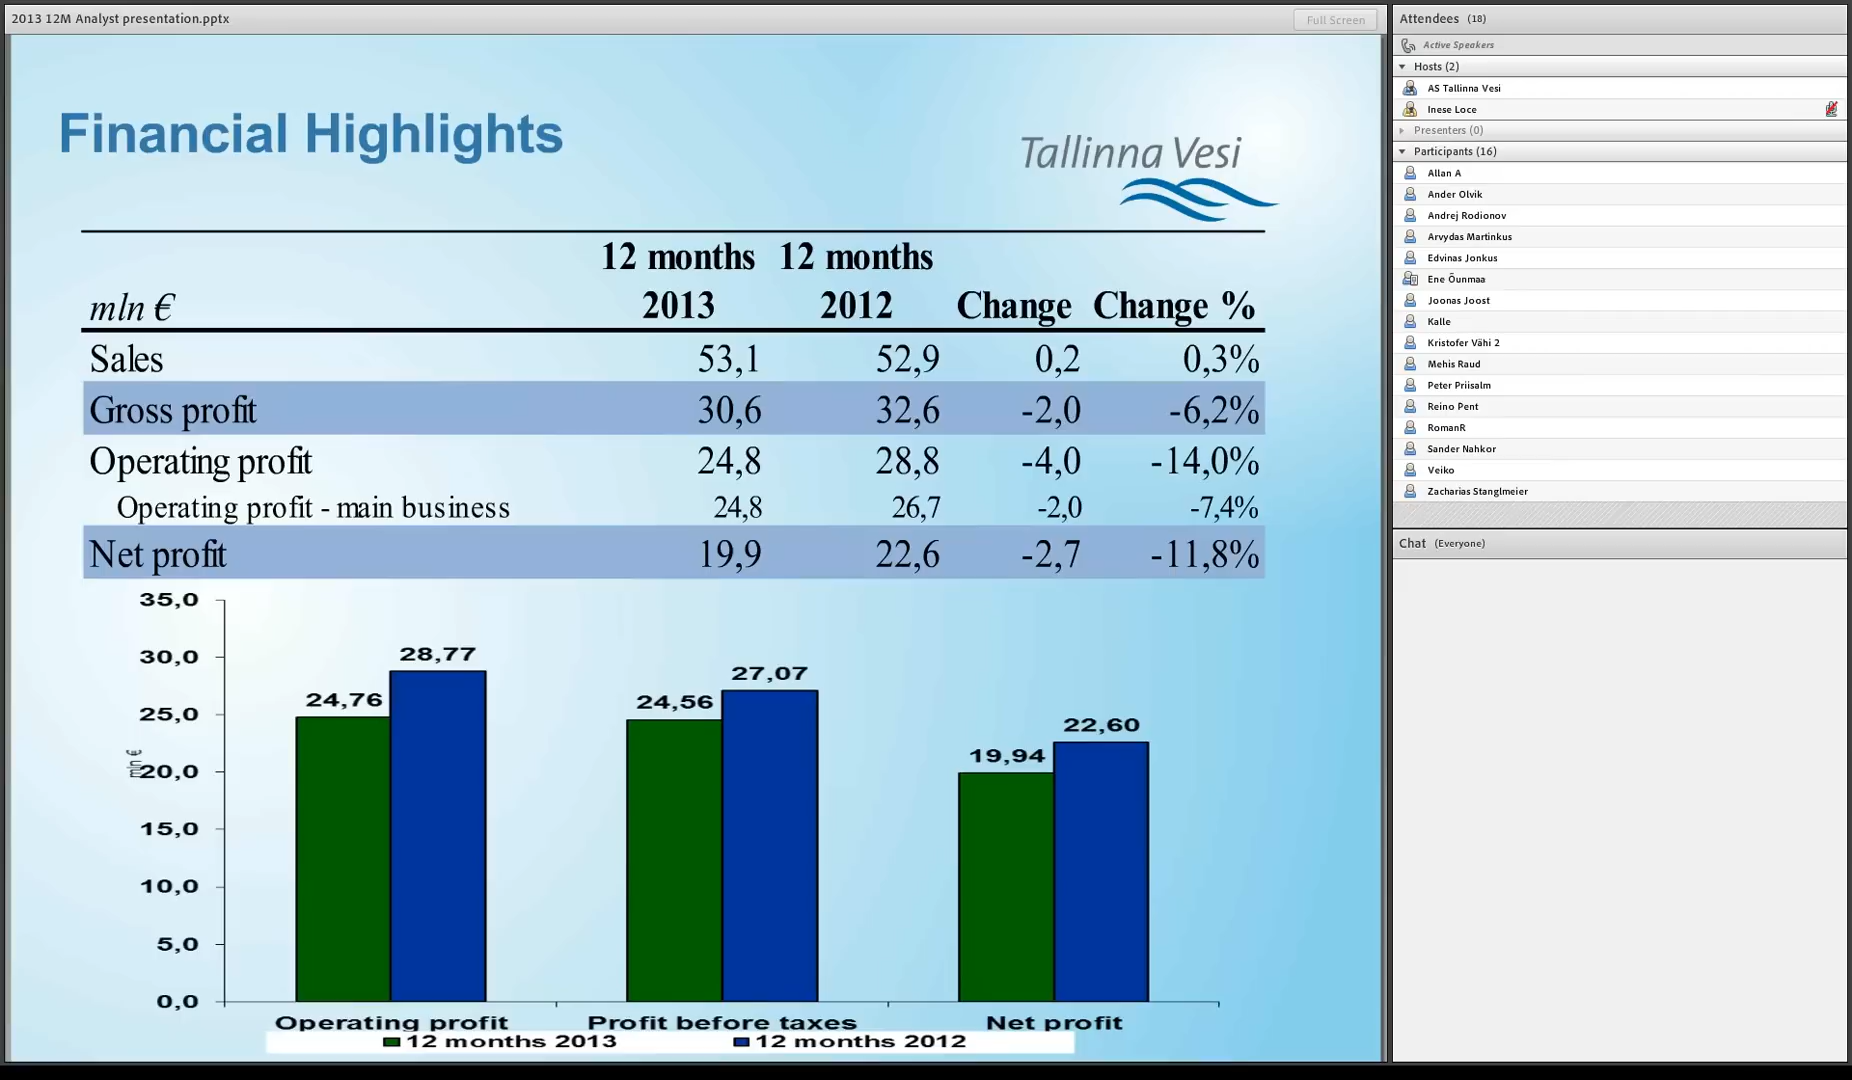 2013 12M Analyst presentation.pptx
Full Screen
Financial Highlights
Tallinna Vesi
12 months 12 months
mln € 2013 2012 Change Change %
Sales 53,1 52,9 0,2 0,3%
Gross profit 30,6 32,6 -2,0 -6,2%
Operating profit 24,8 28,8 -4,0 -14,0%
Operating profit - main business 24,8 26,7 -2,0 -7,4%
Net profit 19,9 22,6 -2,7 -11,8%
35,0
30,0
25,0
20,0
15,0
10,0
5,0
0,0
mln €
24,76 28,77
24,56 27,07
19,94 22,60
Operating profit Profit before taxes Net profit
12 months 2013 12 months 2012
Attendees (18)
Active Speakers
Hosts (2)
AS Tallinna Vesi
Inese Loce
Presenters (0)
Participants (16)
Allan A
Ander Olvik
Andrej Rodionov
Arvydas Martinkus
Edvinas Jonkus
Ene Õunmaa
Joonas Joost
Kalle
Kristofer Vähi 2
Mehis Raud
Peter Priisalm
Reino Pent
RomanR
Sander Nahkor
Veiko
Zacharias Stanglmeier
Chat (Everyone)